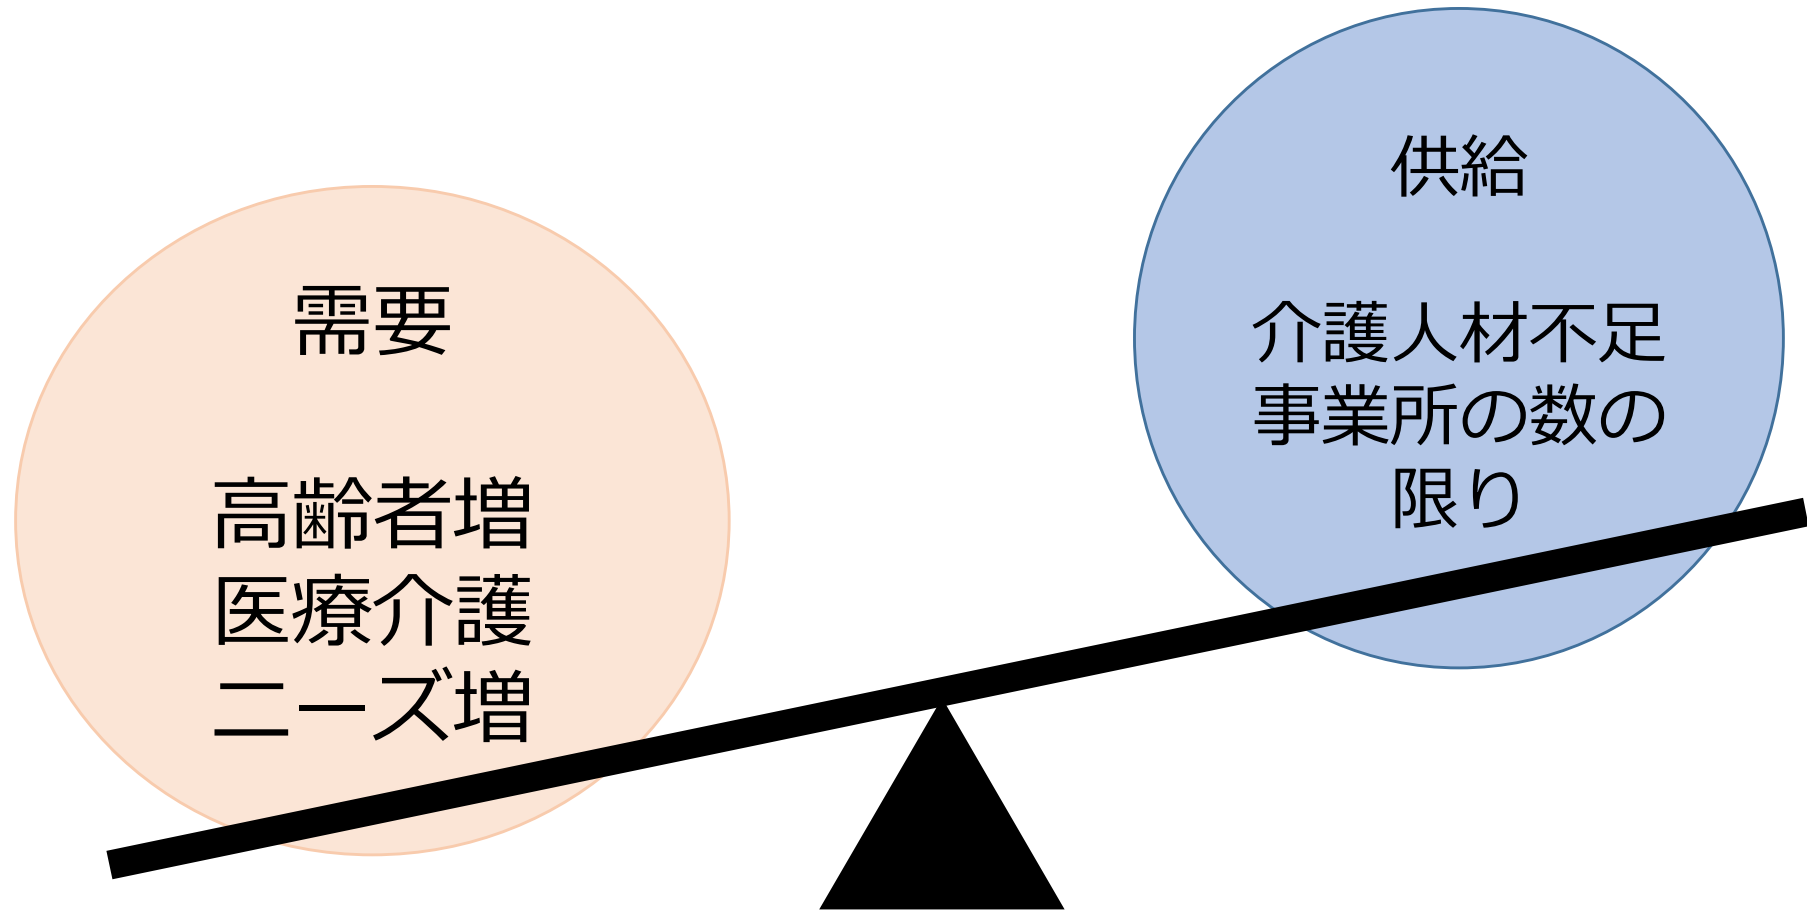 需要
高齢者増
医療介護
ニーズ増
供給
介護人材不足
事業所の数の
限り